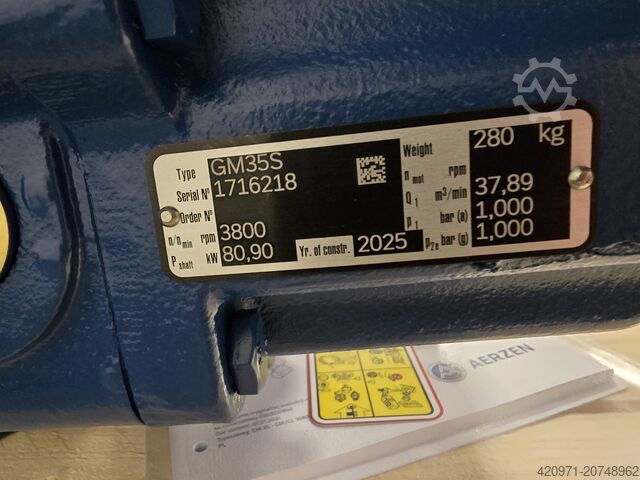 Type GM35S
Serial N° 1716218
Order N°
n/n min rpm 3800
P shaft kW 80,90 Yr. of constr. 2025
Weight 280 kg
n mot rpm
Q 1 m³/min 37,89
p 1 bar (a) 1,000
p 2e bar (g) 1,000
AERZEN
420971-20748962